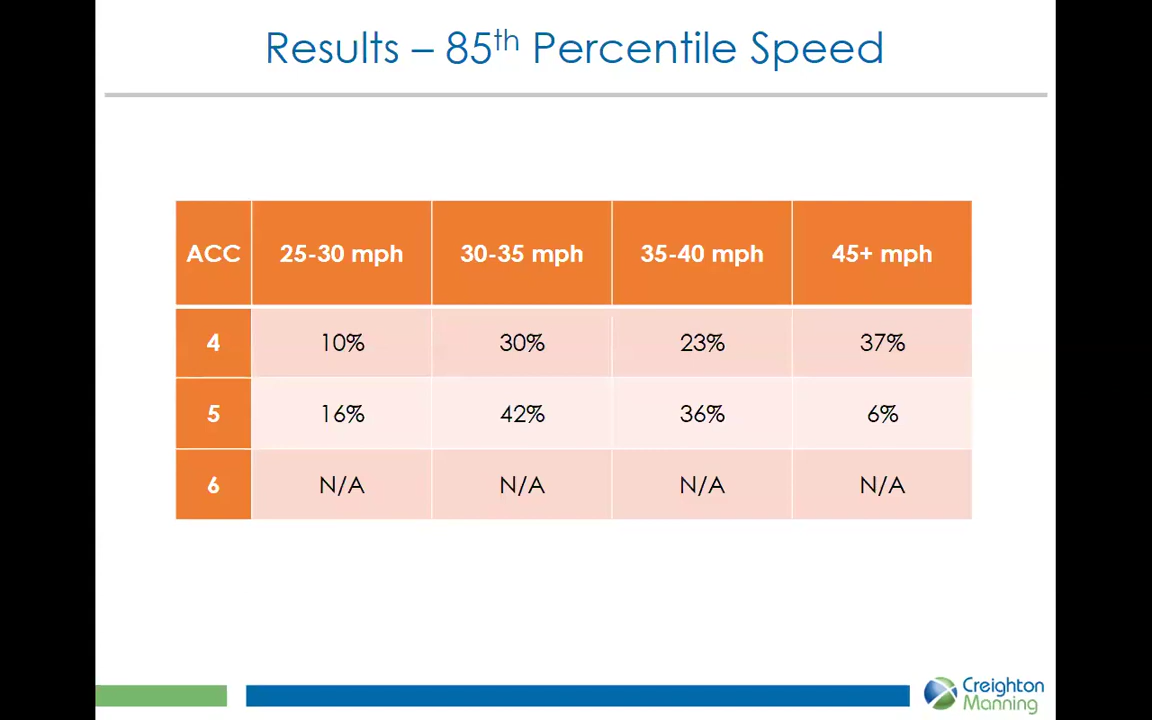 Results – 85th Percentile Speed
ACC 25-30 mph 30-35 mph 35-40 mph 45+ mph
4 10% 30% 23% 37%
5 16% 42% 36% 6%
6 N/A N/A N/A N/A
Creighton
Manning